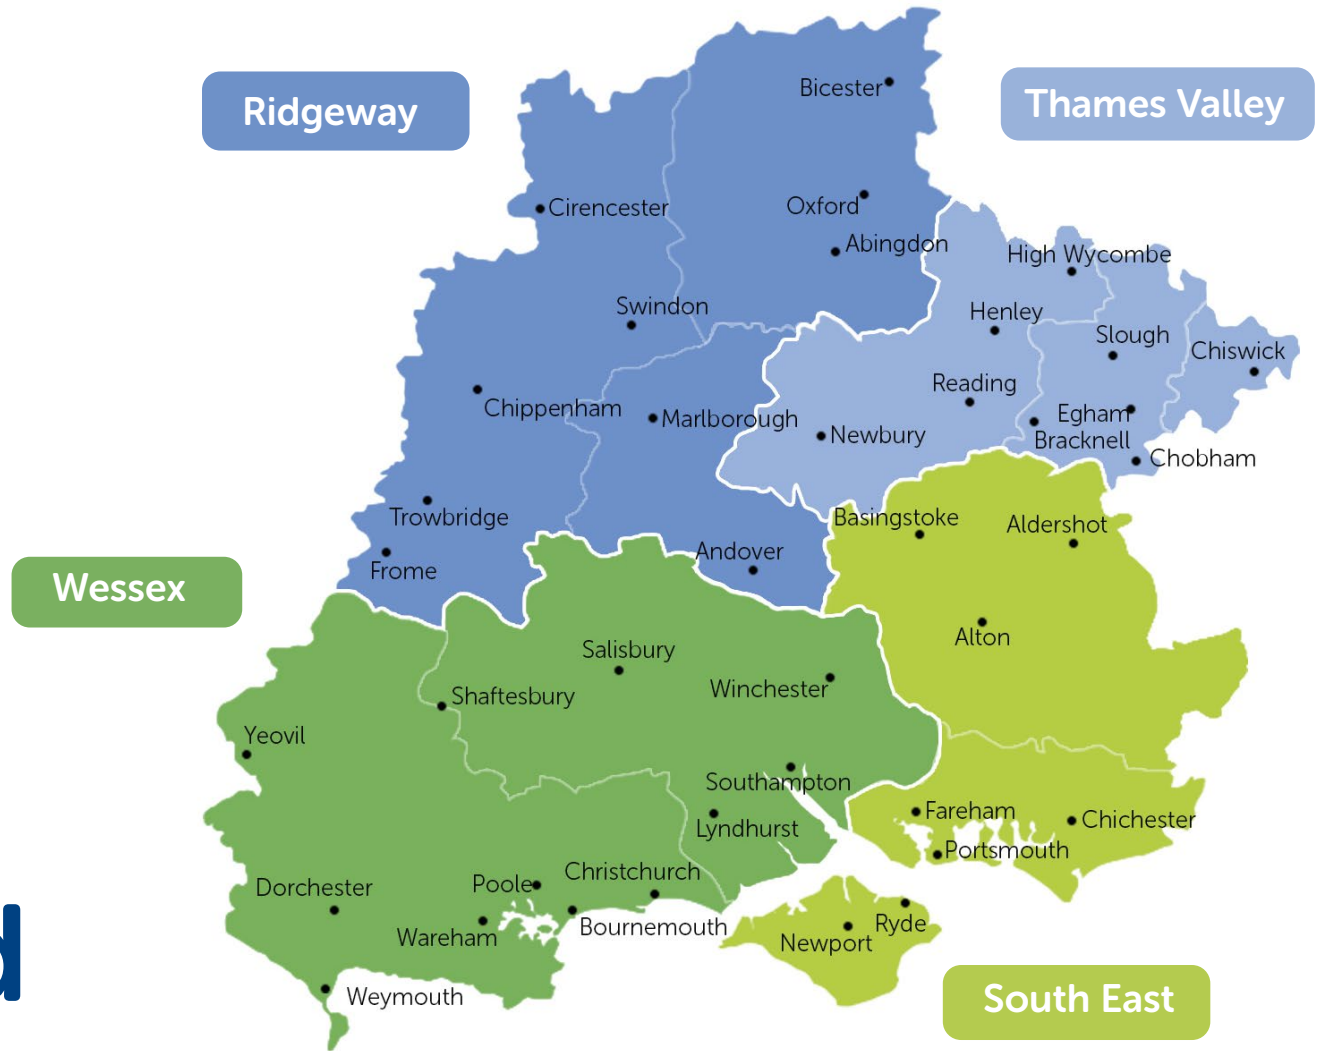 Ridgeway
Thames Valley
Wessex
South East
Bicester
Oxford
Abingdon
Cirencester
Swindon
Chippenham
Marlborough
Trowbridge
Frome
Andover
High Wycombe
Henley
Slough
Chiswick
Reading
Egham
Bracknell
Newbury
Chobham
Basingstoke
Aldershot
Alton
Salisbury
Winchester
Shaftesbury
Yeovil
Southampton
Lyndhurst
Fareham
Chichester
Portsmouth
Christchurch
Poole
Dorchester
Bournemouth
Wareham
Ryde
Newport
Weymouth